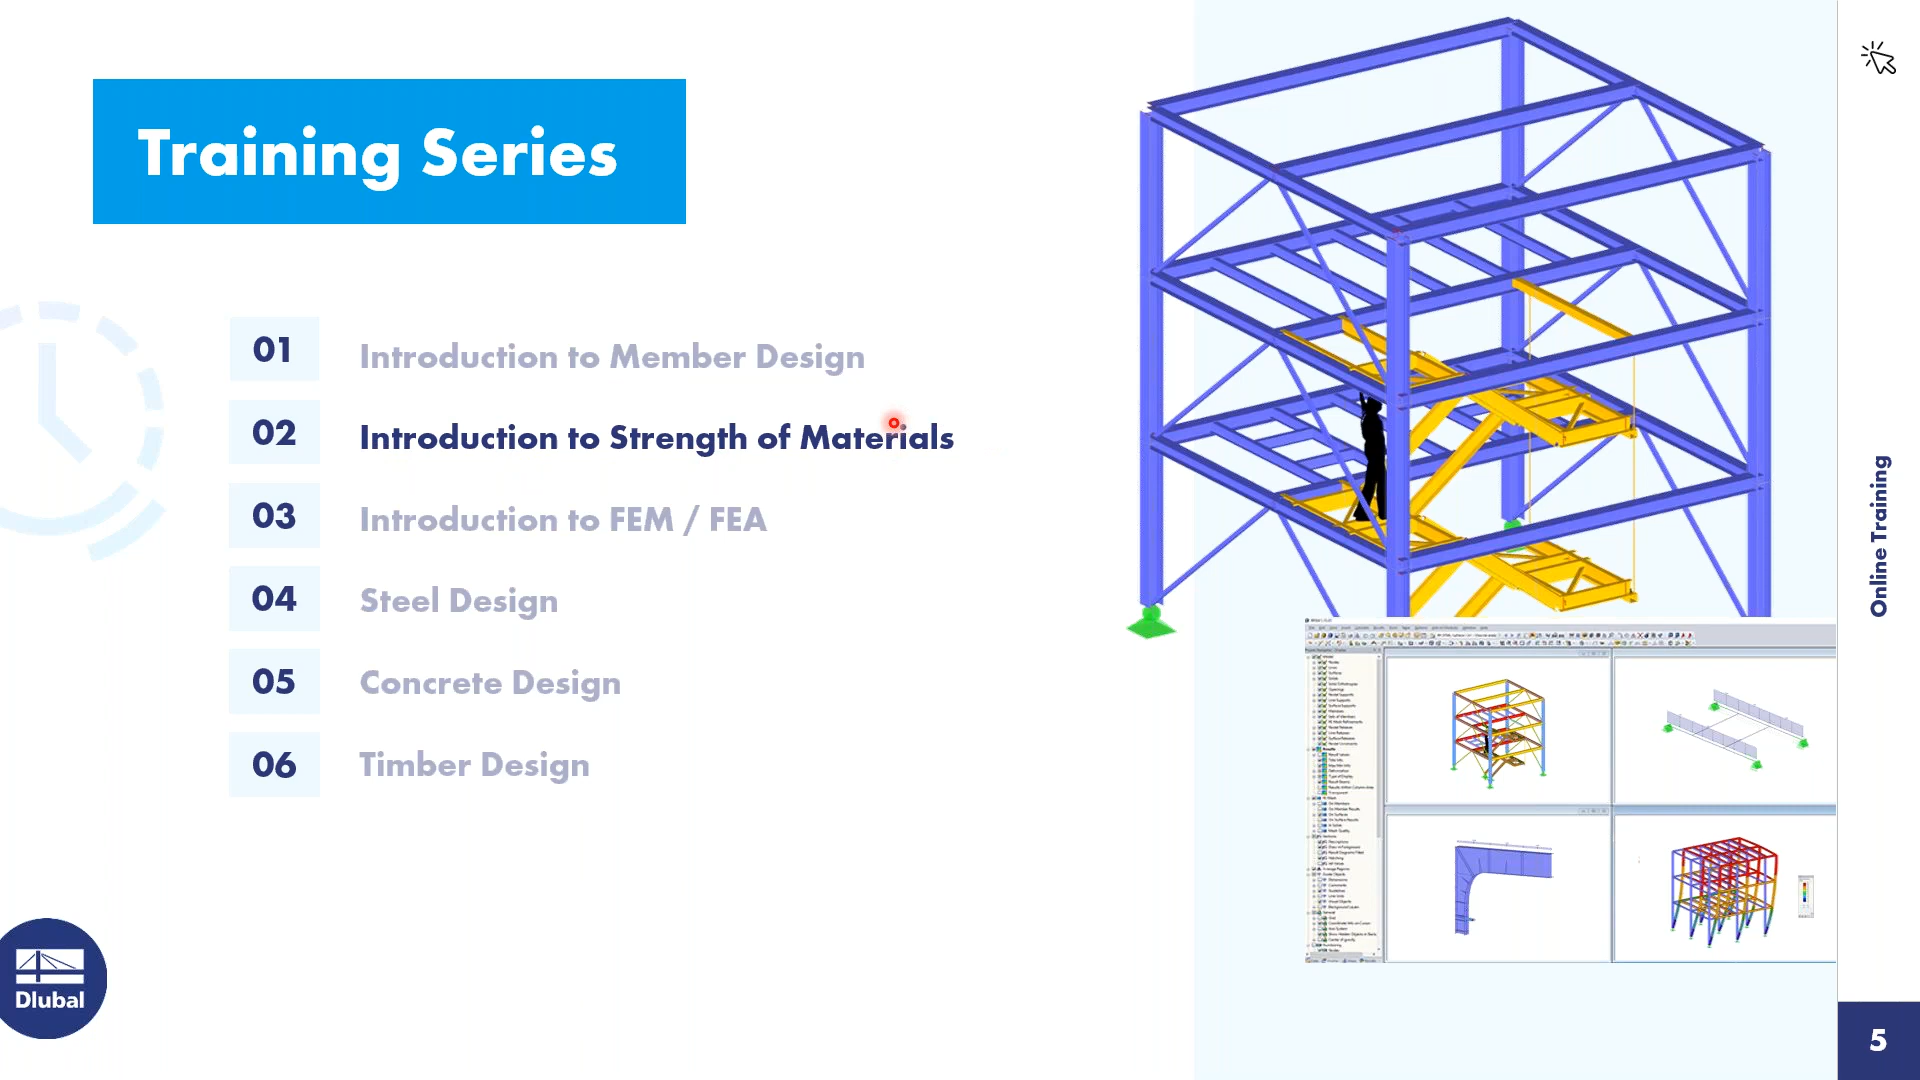 Training Series
01 Introduction to Member Design
02 Introduction to Strength of Materials
03 Introduction to FEM / FEA
04 Steel Design
05 Concrete Design
06 Timber Design
Dlubal
Online Training
5